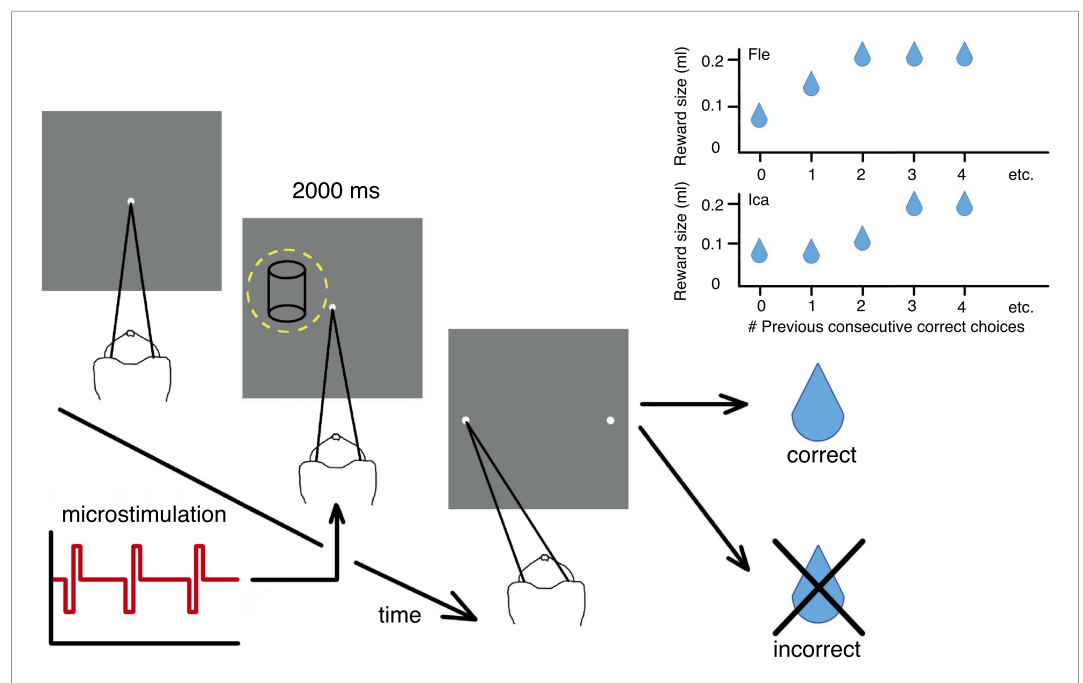 2000 ms
microstimulation
time
Reward size (ml)
0.2
0.1
0
Fle
0 1 2 3 4 etc.
Reward size (ml)
0.2
0.1
0
Ica
0 1 2 3 4 etc.
# Previous consecutive correct choices
correct
incorrect